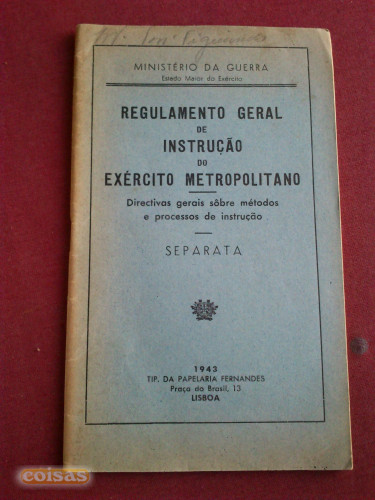 MINISTÉRIO DA GUERRA
Estado Maior do Exército
REGULAMENTO GERAL
DE
INSTRUÇÃO
DO
EXÉRCITO METROPOLITANO
Directivas gerais sôbre métodos
e processos de instrução
SEPARATA
1943
TIP. DA PAPELARIA FERNANDES
Praça do Brasil, 13
LISBOA
coisas